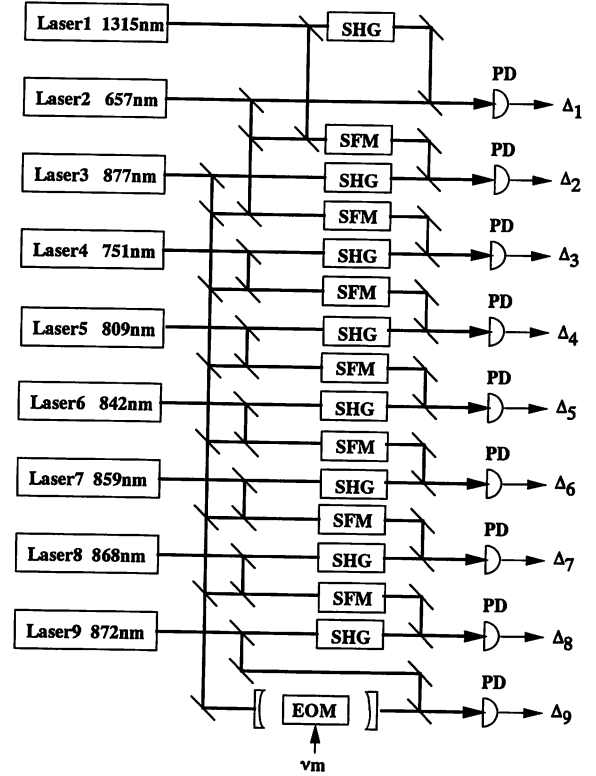 Laser1 1315nm
SHG
Laser2 657nm
PD
Δ1
SFM
PD
Laser3 877nm
SHG
Δ2
SFM
PD
Laser4 751nm
SHG
Δ3
SFM
PD
Laser5 809nm
SHG
Δ4
SFM
PD
Laser6 842nm
SHG
Δ5
SFM
PD
Laser7 859nm
SHG
Δ6
SFM
PD
Laser8 868nm
SHG
Δ7
SFM
PD
Laser9 872nm
SHG
Δ8
PD
EOM
Δ9
νm